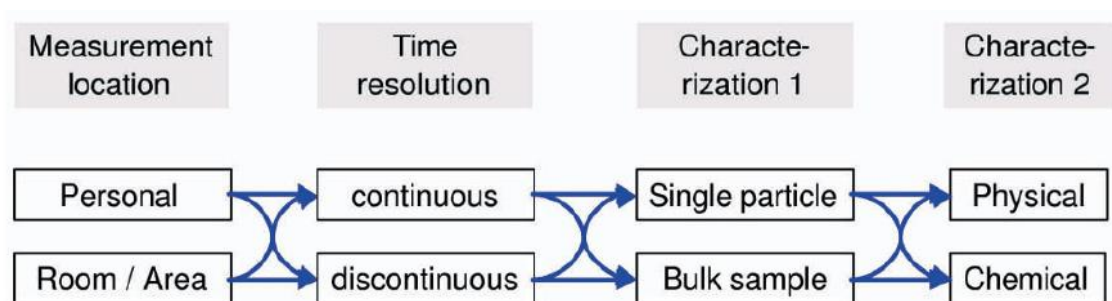 Measurement
location
Time
resolution
Characte-
rization 1
Characte-
rization 2
Personal
continuous
Single particle
Physical
Room / Area
discontinuous
Bulk sample
Chemical